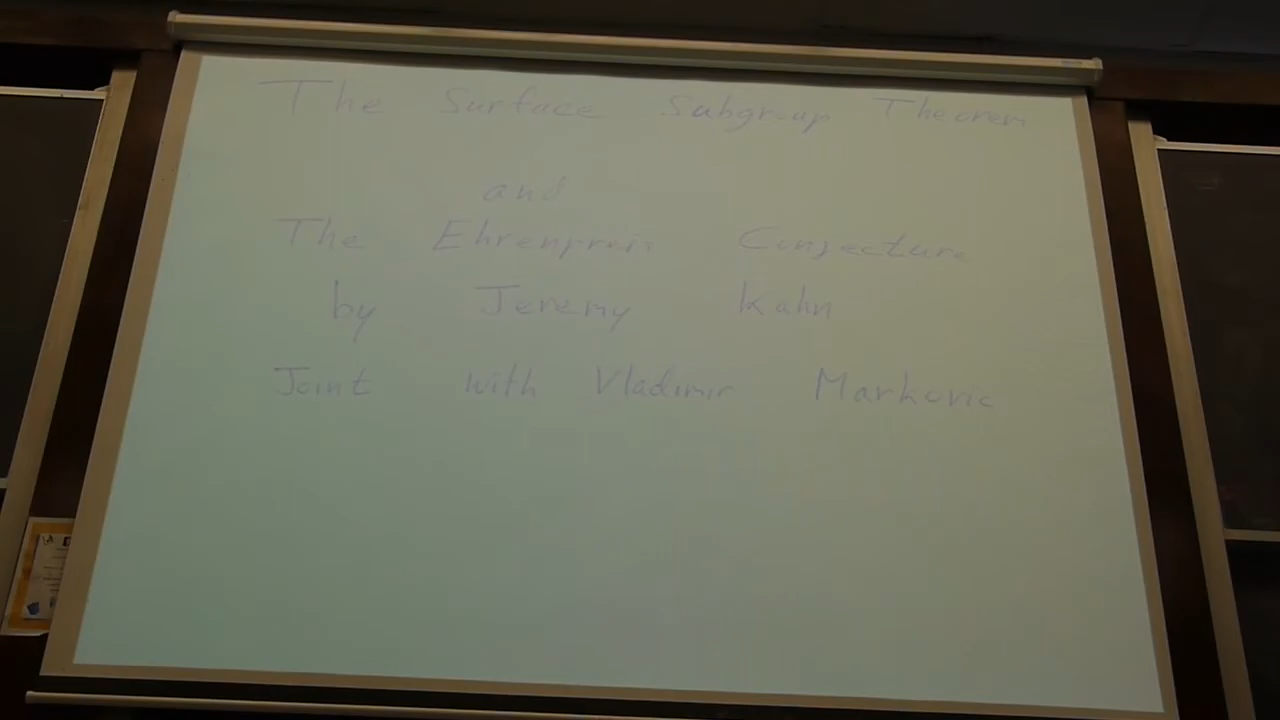 The Surface Subgroup Theorem
and
The Ehrenpreis Conjecture
by Jeremy Kahn
Joint with Vladimir Markovic